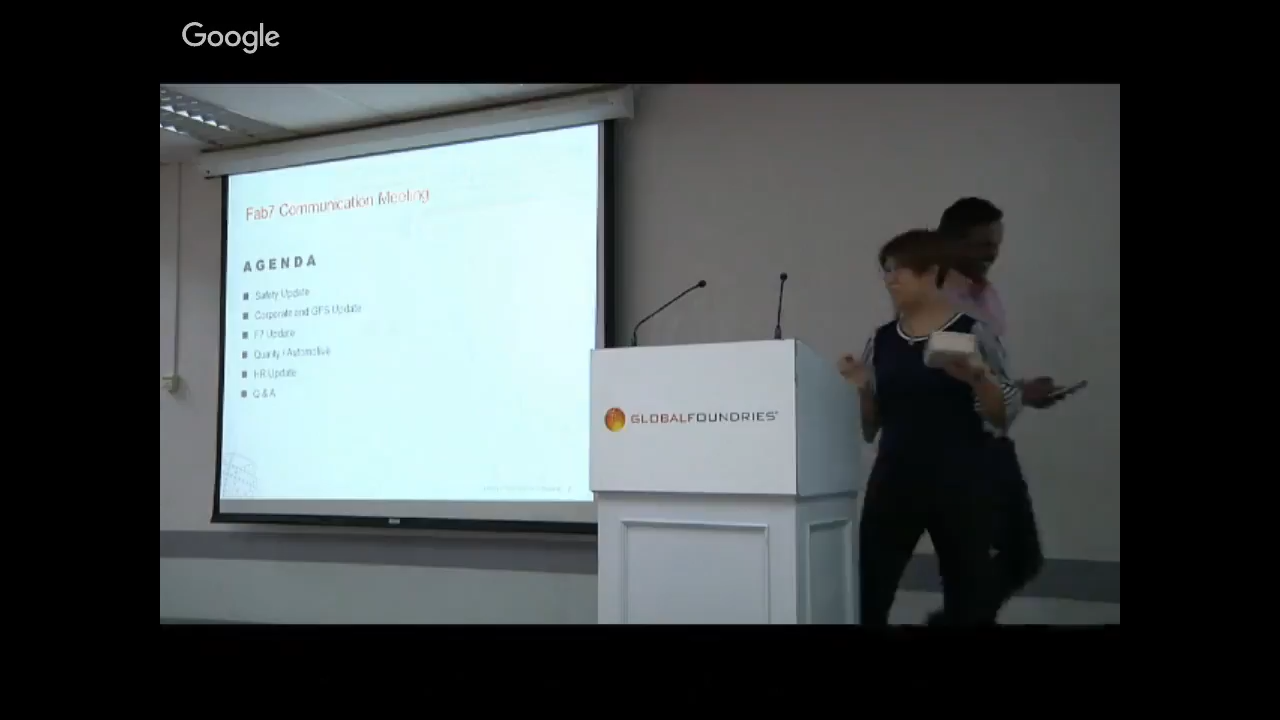 Google
Fab7 Communication Meeting
AGENDA
■ Safety Update
■ Corporate and GFS Update
■ F7 Update
■ Quality / Automotive
■ HR Update
■ Q & A
GLOBALFOUNDRIES